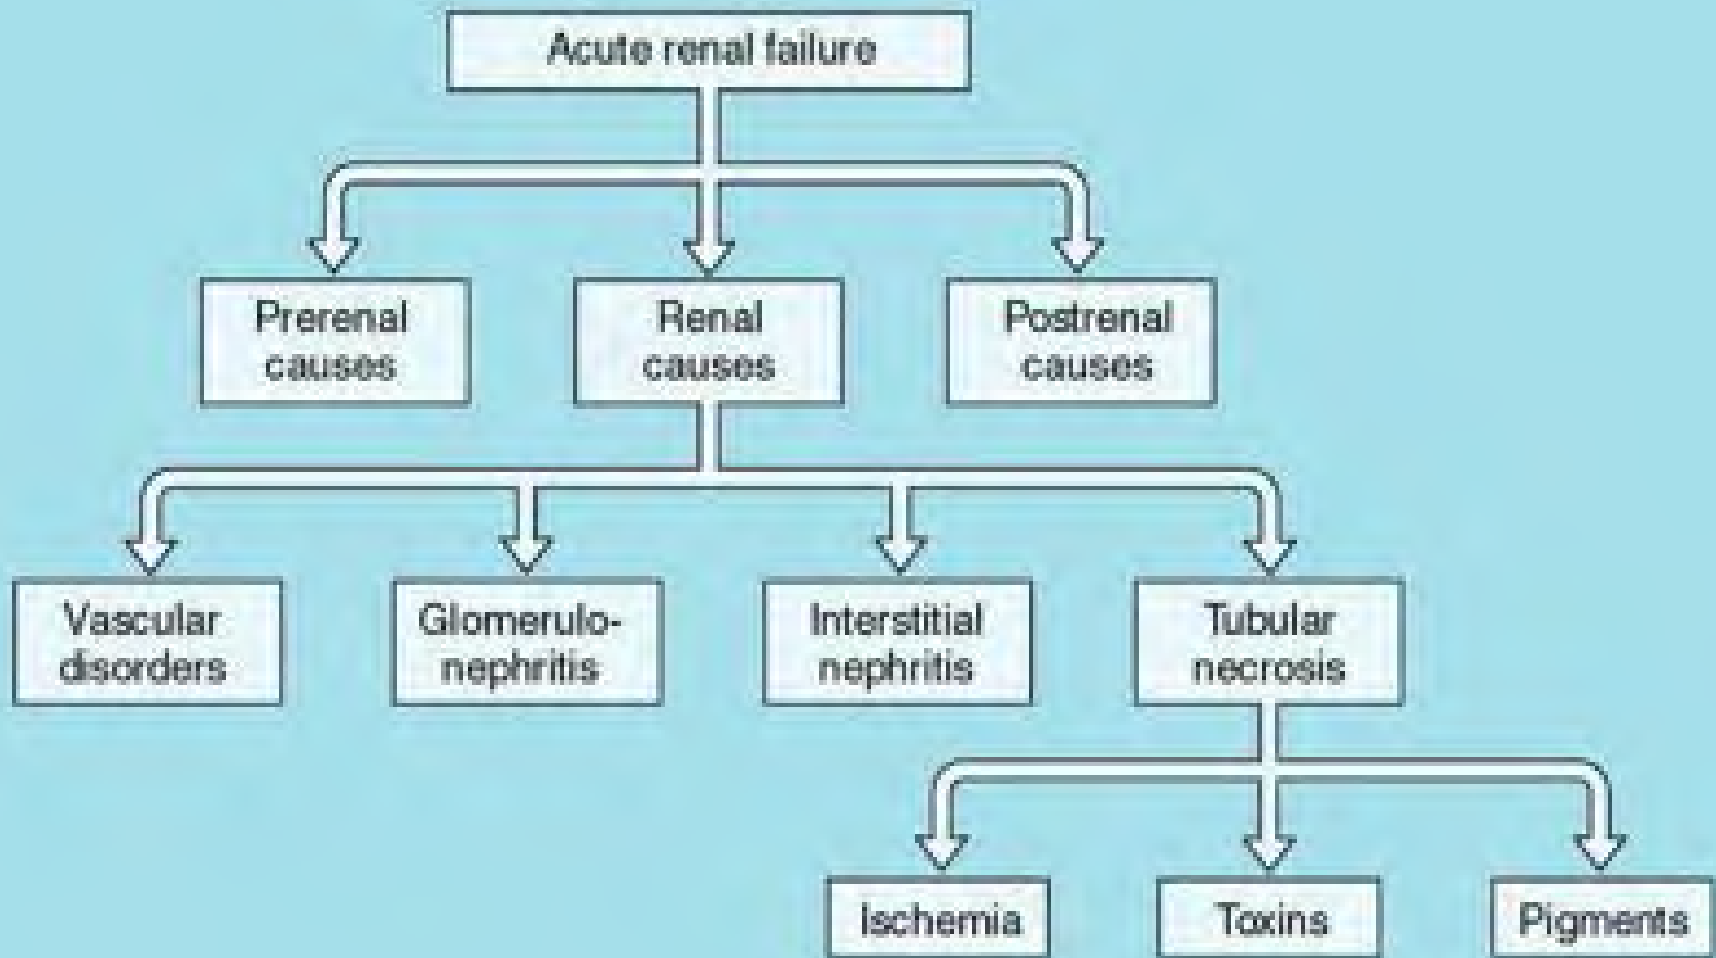 Acute renal failure
Prerenal
causes
Renal
causes
Postrenal
causes
Vascular
disorders
Glomerulo-
nephritis
Interstitial
nephritis
Tubular
necrosis
Ischemia
Toxins
Pigments